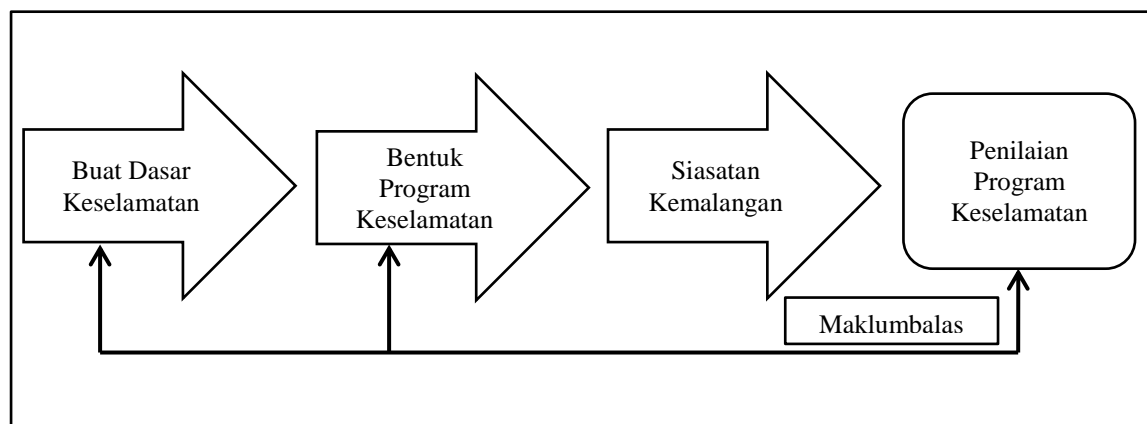 Buat Dasar
Keselamatan
Bentuk
Program
Keselamatan
Siasatan
Kemalangan
Penilaian
Program
Keselamatan
Maklumbalas